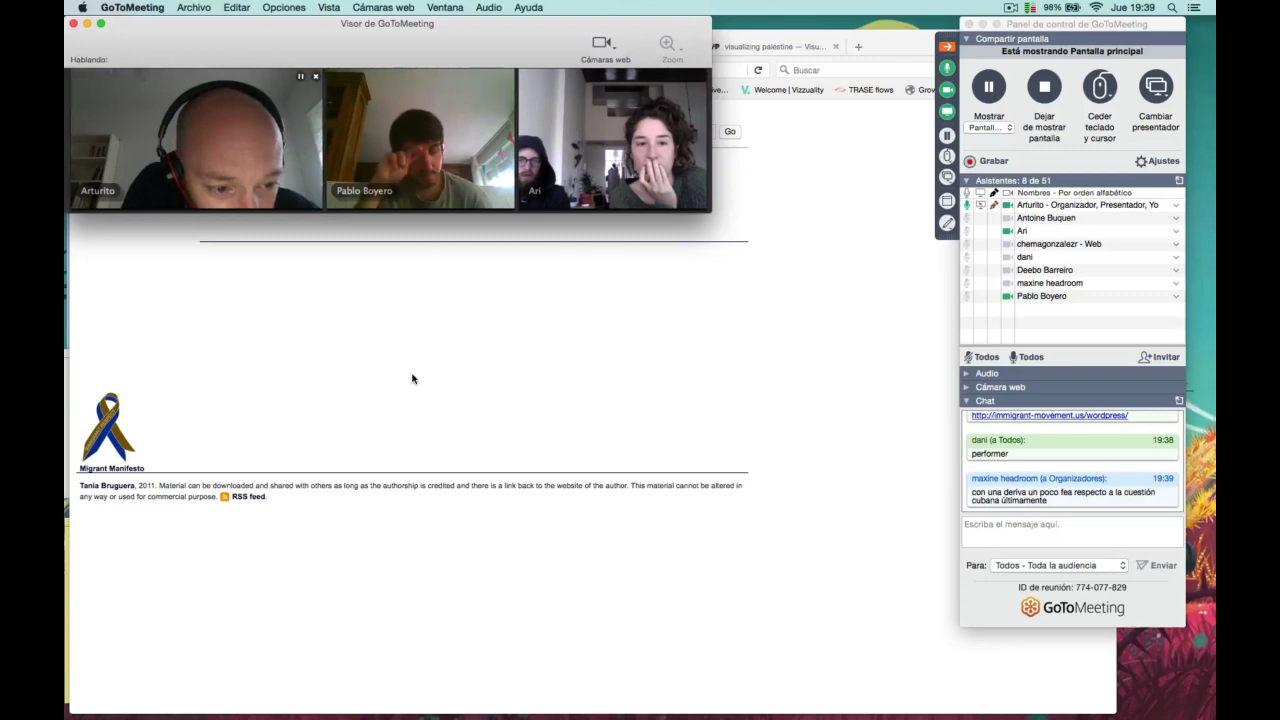 GoToMeeting Archivo Editar Opciones Vista Cámaras web Ventana Audio Ayuda 98% Jue 19:39
Visor de GoToMeeting
Hablando:
Cámaras web
Zoom
Arturito
Pablo Boyero
Ari
visualizing palestine — Visu...
Buscar
Welcome | Vizzuality
TRASE flows
Go
Migrant Manifesto
Tania Bruguera, 2011. Material can be downloaded and shared with others as long as the authorship is credited and there is a link back to the website of the author. This material cannot be altered in
any way or used for commercial purpose. RSS feed.
Panel de control de GoToMeeting
Compartir pantalla
Está mostrando Pantalla principal
Mostrar
Pantall...
Dejar
de mostrar
pantalla
Ceder
teclado
y cursor
Cambiar
presentador
Grabar
Ajustes
Asistentes: 8 de 51
Nombres - Por orden alfabético
Arturito - Organizador, Presentador, Yo
Antoine Buquen
Ari
chemagonzalezr - Web
dani
Deebo Barreiro
maxine headroom
Pablo Boyero
Todos Todos Invitar
Audio
Cámara web
Chat
http://immigrant-movement.us/wordpress/
dani (a Todos): 19:38
performer
maxine headroom (a Organizadores): 19:39
con una deriva un poco fea respecto a la cuestión
cubana últimamente
Escriba el mensaje aquí.
Para: Todos - Toda la audiencia Enviar
ID de reunión: 774-077-829
GoToMeeting